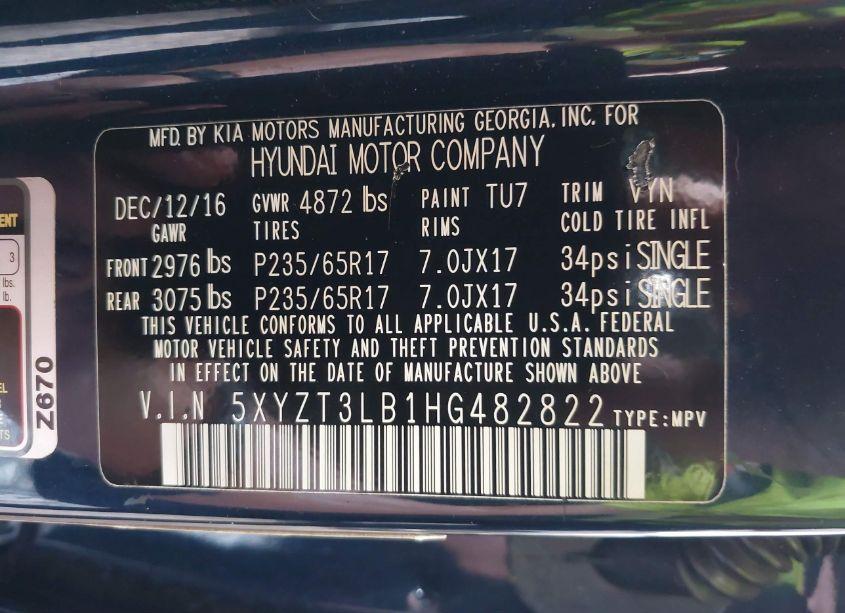 MFD. BY KIA MOTORS MANUFACTURING GEORGIA, INC. FOR
HYUNDAI MOTOR COMPANY
DEC/12/16 GVWR 4872 lbs PAINT TU7 TRIM VYN
GAWR TIRES RIMS COLD TIRE INFL
FRONT 2976 lbs P235/65R17 7.0JX17 34psi SINGLE
REAR 3075 lbs P235/65R17 7.0JX17 34psi SINGLE
THIS VEHICLE CONFORMS TO ALL APPLICABLE U.S.A. FEDERAL
MOTOR VEHICLE SAFETY AND THEFT PREVENTION STANDARDS
IN EFFECT ON THE DATE OF MANUFACTURE SHOWN ABOVE
V.I.N 5XYZT3LB1HG482822 TYPE:MPV
3
lbs.
lb.
Z670